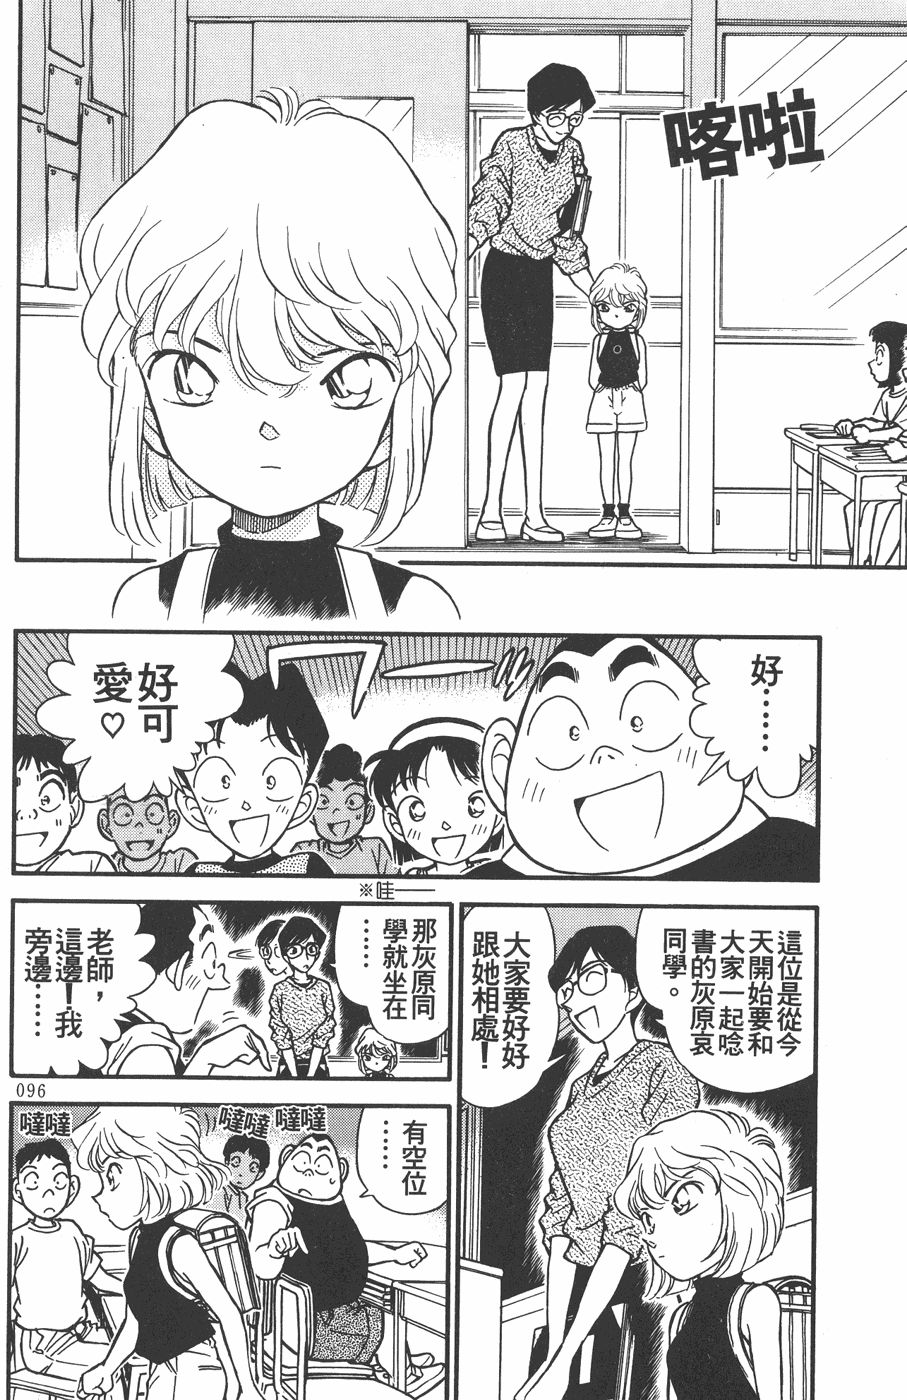 喀啦
好……
好可
愛♡
※哇——
這位是從今
天開始要和
大家一起唸
書的灰原哀
同學。
大家要好好
跟她相處！
那灰原同
學就坐在
……
老師，
這邊！我
旁邊……
096
有空位
……
噠噠
噠噠
噠噠